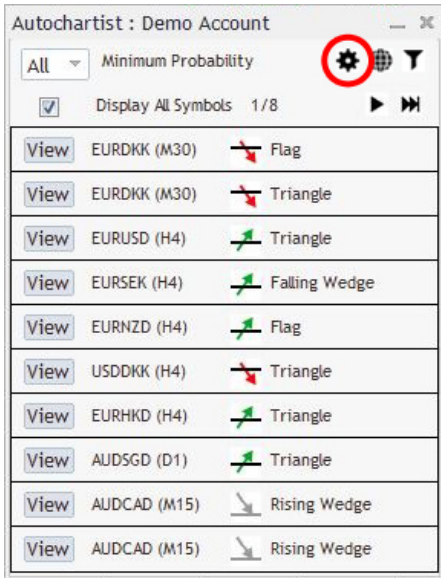 Autochartist : Demo Account
All Minimum Probability
Display All Symbols 1/8
View EURDKK (M30) Flag
View EURDKK (M30) Triangle
View EURUSD (H4) Triangle
View EURSEK (H4) Falling Wedge
View EURNZD (H4) Flag
View USDDKK (H4) Triangle
View EURHKD (H4) Triangle
View AUDSGD (D1) Triangle
View AUDCAD (M15) Rising Wedge
View AUDCAD (M15) Rising Wedge